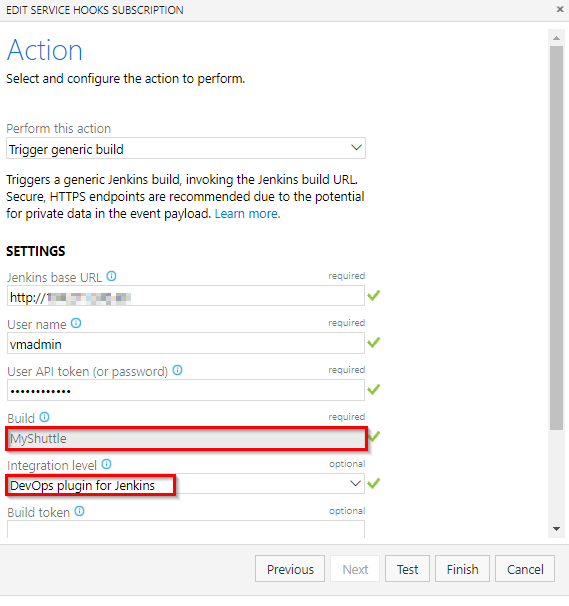 EDIT SERVICE HOOKS SUBSCRIPTION
Action
Select and configure the action to perform.
Perform this action
Trigger generic build
Triggers a generic Jenkins build, invoking the Jenkins build URL.
Secure, HTTPS endpoints are recommended due to the potential
for private data in the event payload. Learn more.
SETTINGS
Jenkins base URL required
http://
User name required
vmadmin
User API token (or password) required
••••••••••••
Build required
MyShuttle
Integration level optional
DevOps plugin for Jenkins
Build token optional
Previous Next Test Finish Cancel